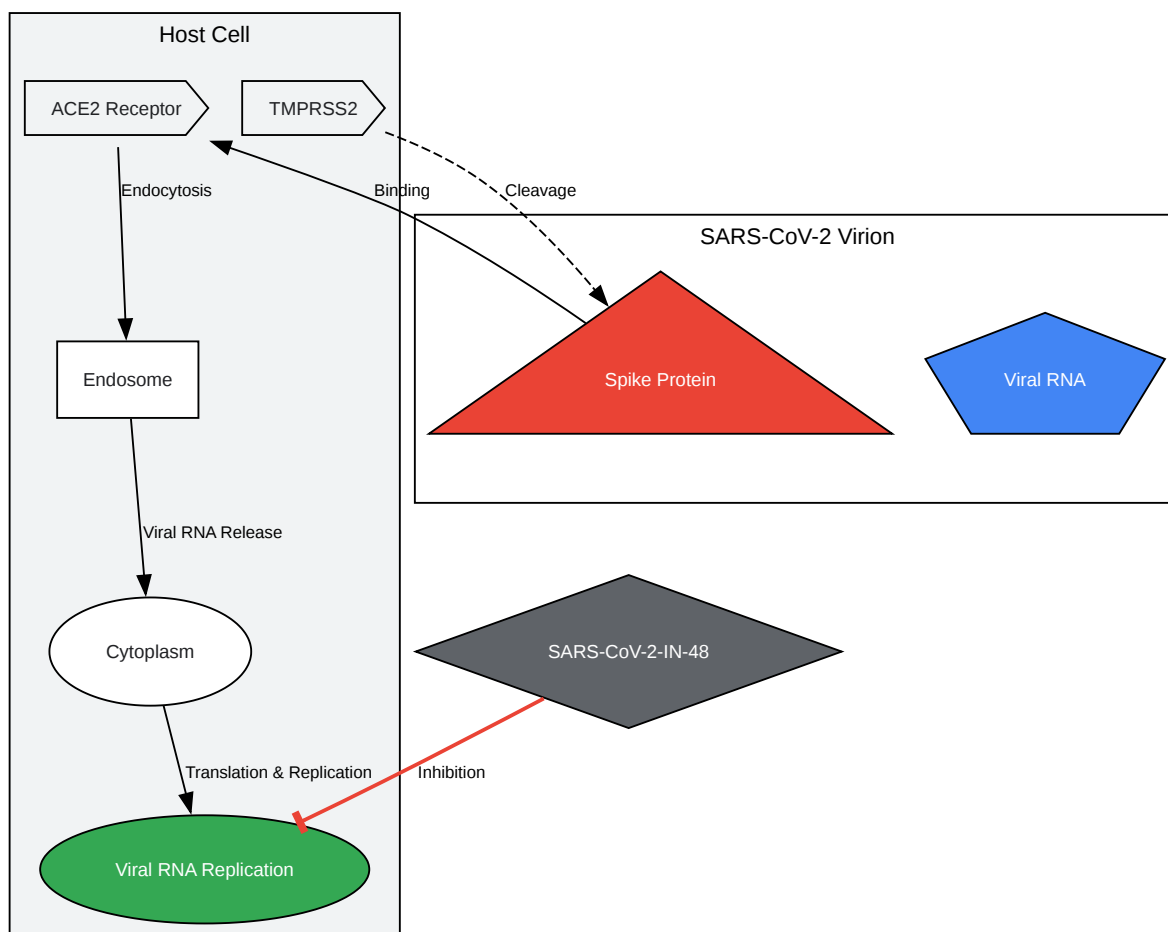 Host Cell
ACE2 Receptor
TMPRSS2
Endocytosis
Binding
Cleavage
SARS-CoV-2 Virion
Endosome
Spike Protein
Viral RNA
Viral RNA Release
Cytoplasm
SARS-CoV-2-IN-48
Translation & Replication
Inhibition
Viral RNA Replication